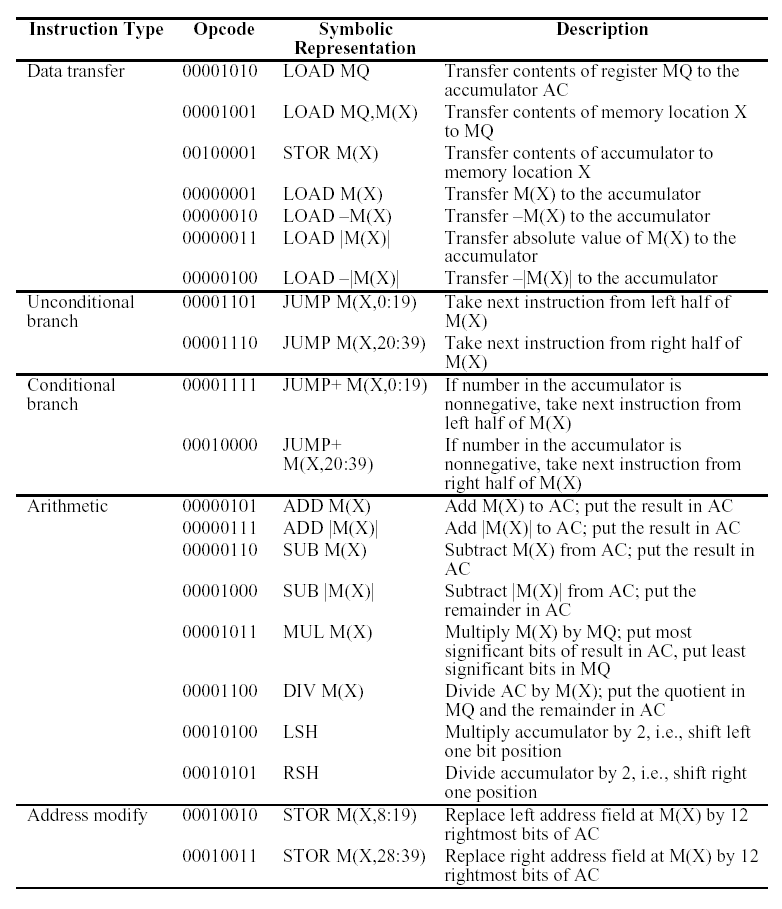 Instruction Type Opcode Symbolic Description
Representation
Data transfer 00001010 LOAD MQ Transfer contents of register MQ to the
accumulator AC
00001001 LOAD MQ,M(X) Transfer contents of memory location X
to MQ
00100001 STOR M(X) Transfer contents of accumulator to
memory location X
00000001 LOAD M(X) Transfer M(X) to the accumulator
00000010 LOAD –M(X) Transfer –M(X) to the accumulator
00000011 LOAD |M(X)| Transfer absolute value of M(X) to the
accumulator
00000100 LOAD –|M(X)| Transfer –|M(X)| to the accumulator
Unconditional 00001101 JUMP M(X,0:19) Take next instruction from left half of
branch M(X)
00001110 JUMP M(X,20:39) Take next instruction from right half of
M(X)
Conditional 00001111 JUMP+ M(X,0:19) If number in the accumulator is
branch nonnegative, take next instruction from
left half of M(X)
00010000 JUMP+ If number in the accumulator is
M(X,20:39) nonnegative, take next instruction from
right half of M(X)
Arithmetic 00000101 ADD M(X) Add M(X) to AC; put the result in AC
00000111 ADD |M(X)| Add |M(X)| to AC; put the result in AC
00000110 SUB M(X) Subtract M(X) from AC; put the result in
AC
00001000 SUB |M(X)| Subtract |M(X)| from AC; put the
remainder in AC
00001011 MUL M(X) Multiply M(X) by MQ; put most
significant bits of result in AC, put least
significant bits in MQ
00001100 DIV M(X) Divide AC by M(X); put the quotient in
MQ and the remainder in AC
00010100 LSH Multiply accumulator by 2, i.e., shift left
one bit position
00010101 RSH Divide accumulator by 2, i.e., shift right
one position
Address modify 00010010 STOR M(X,8:19) Replace left address field at M(X) by 12
rightmost bits of AC
00010011 STOR M(X,28:39) Replace right address field at M(X) by 12
rightmost bits of AC